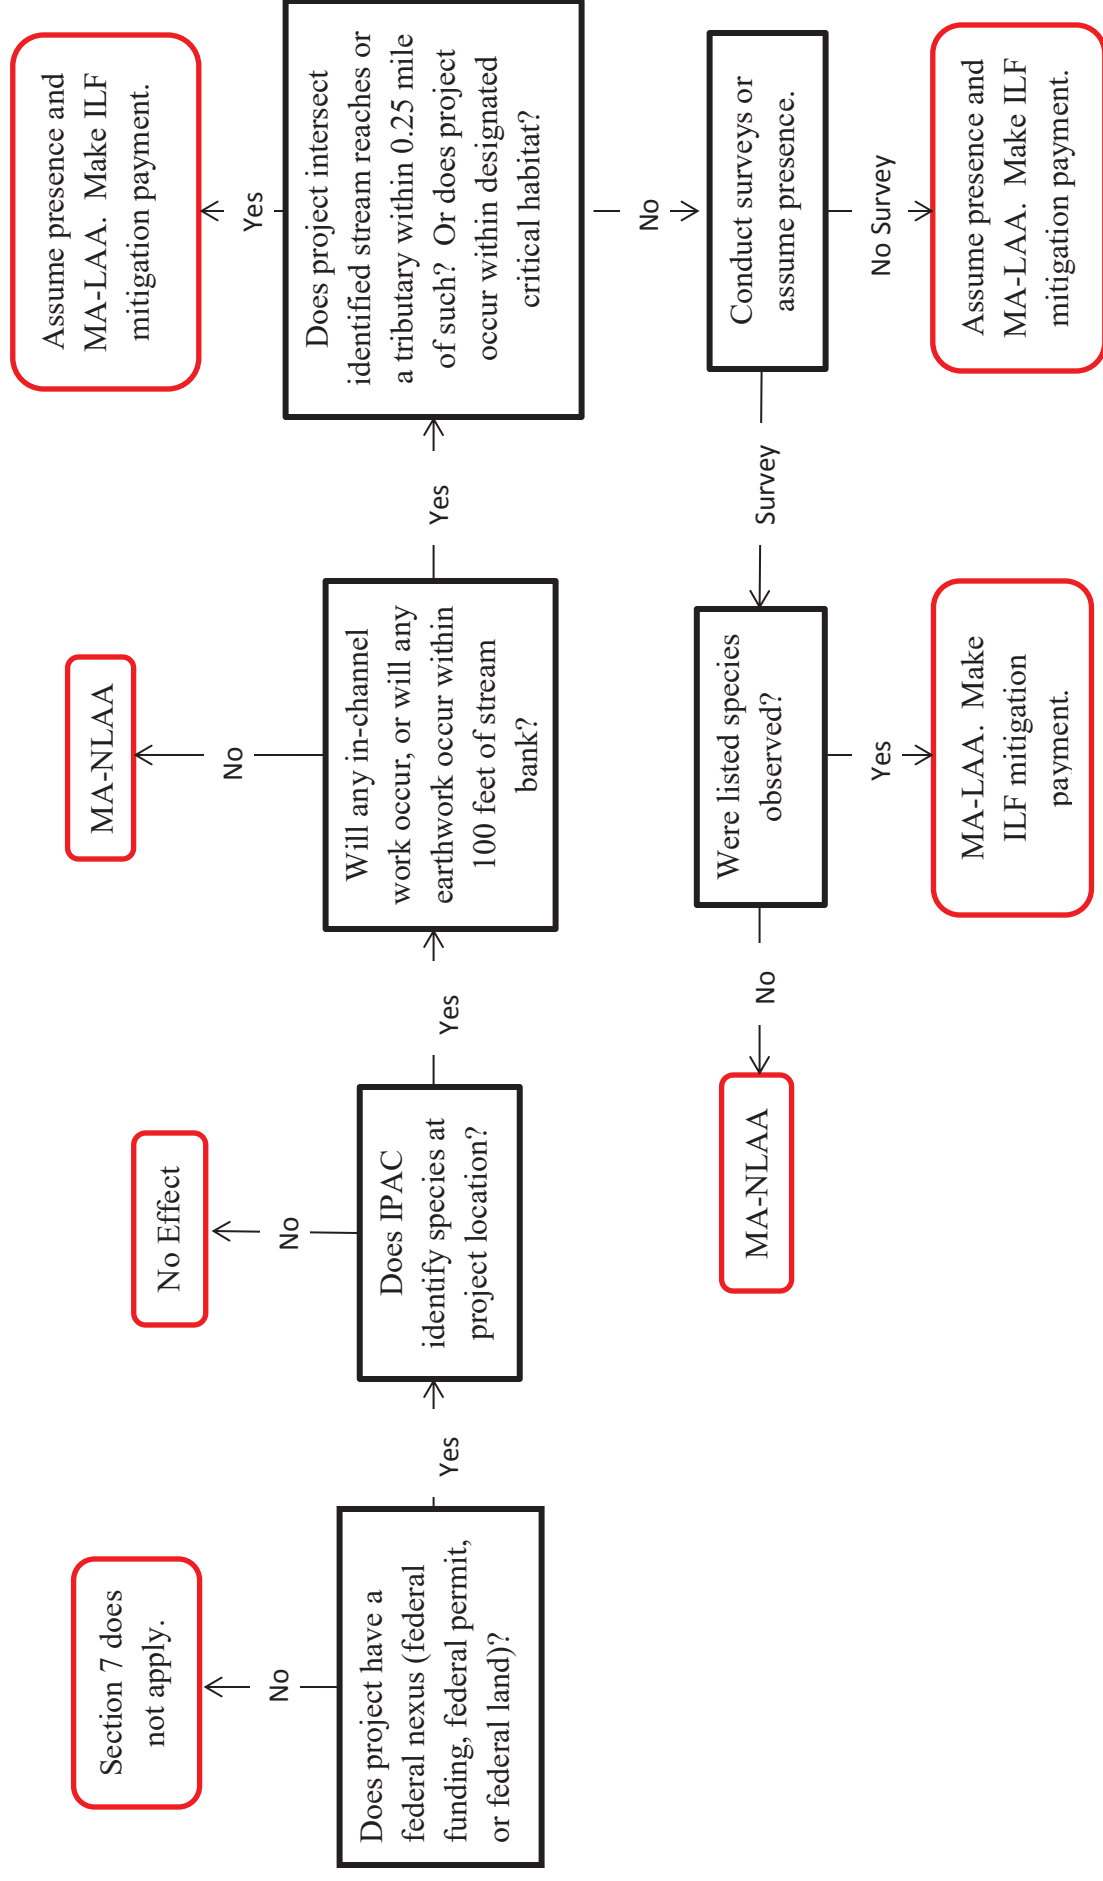 Section 7 does
not apply.
No
Does project have a
federal nexus (federal
funding, federal permit,
or federal land)?
Yes
No Effect
No
Does IPAC
identify species at
project location?
Yes
MA-NLAA
No
Will any in-channel
work occur, or will any
earthwork occur within
100 feet of stream
bank?
Yes
Assume presence and
MA-LAA. Make ILF
mitigation payment.
Yes
Does project intersect
identified stream reaches or
a tributary within 0.25 mile
of such? Or does project
occur within designated
critical habitat?
No
Conduct surveys or
assume presence.
No Survey
Assume presence and
MA-LAA. Make ILF
mitigation payment.
Survey
Were listed species
observed?
Yes
MA-LAA. Make
ILF mitigation
payment.
No
MA-NLAA